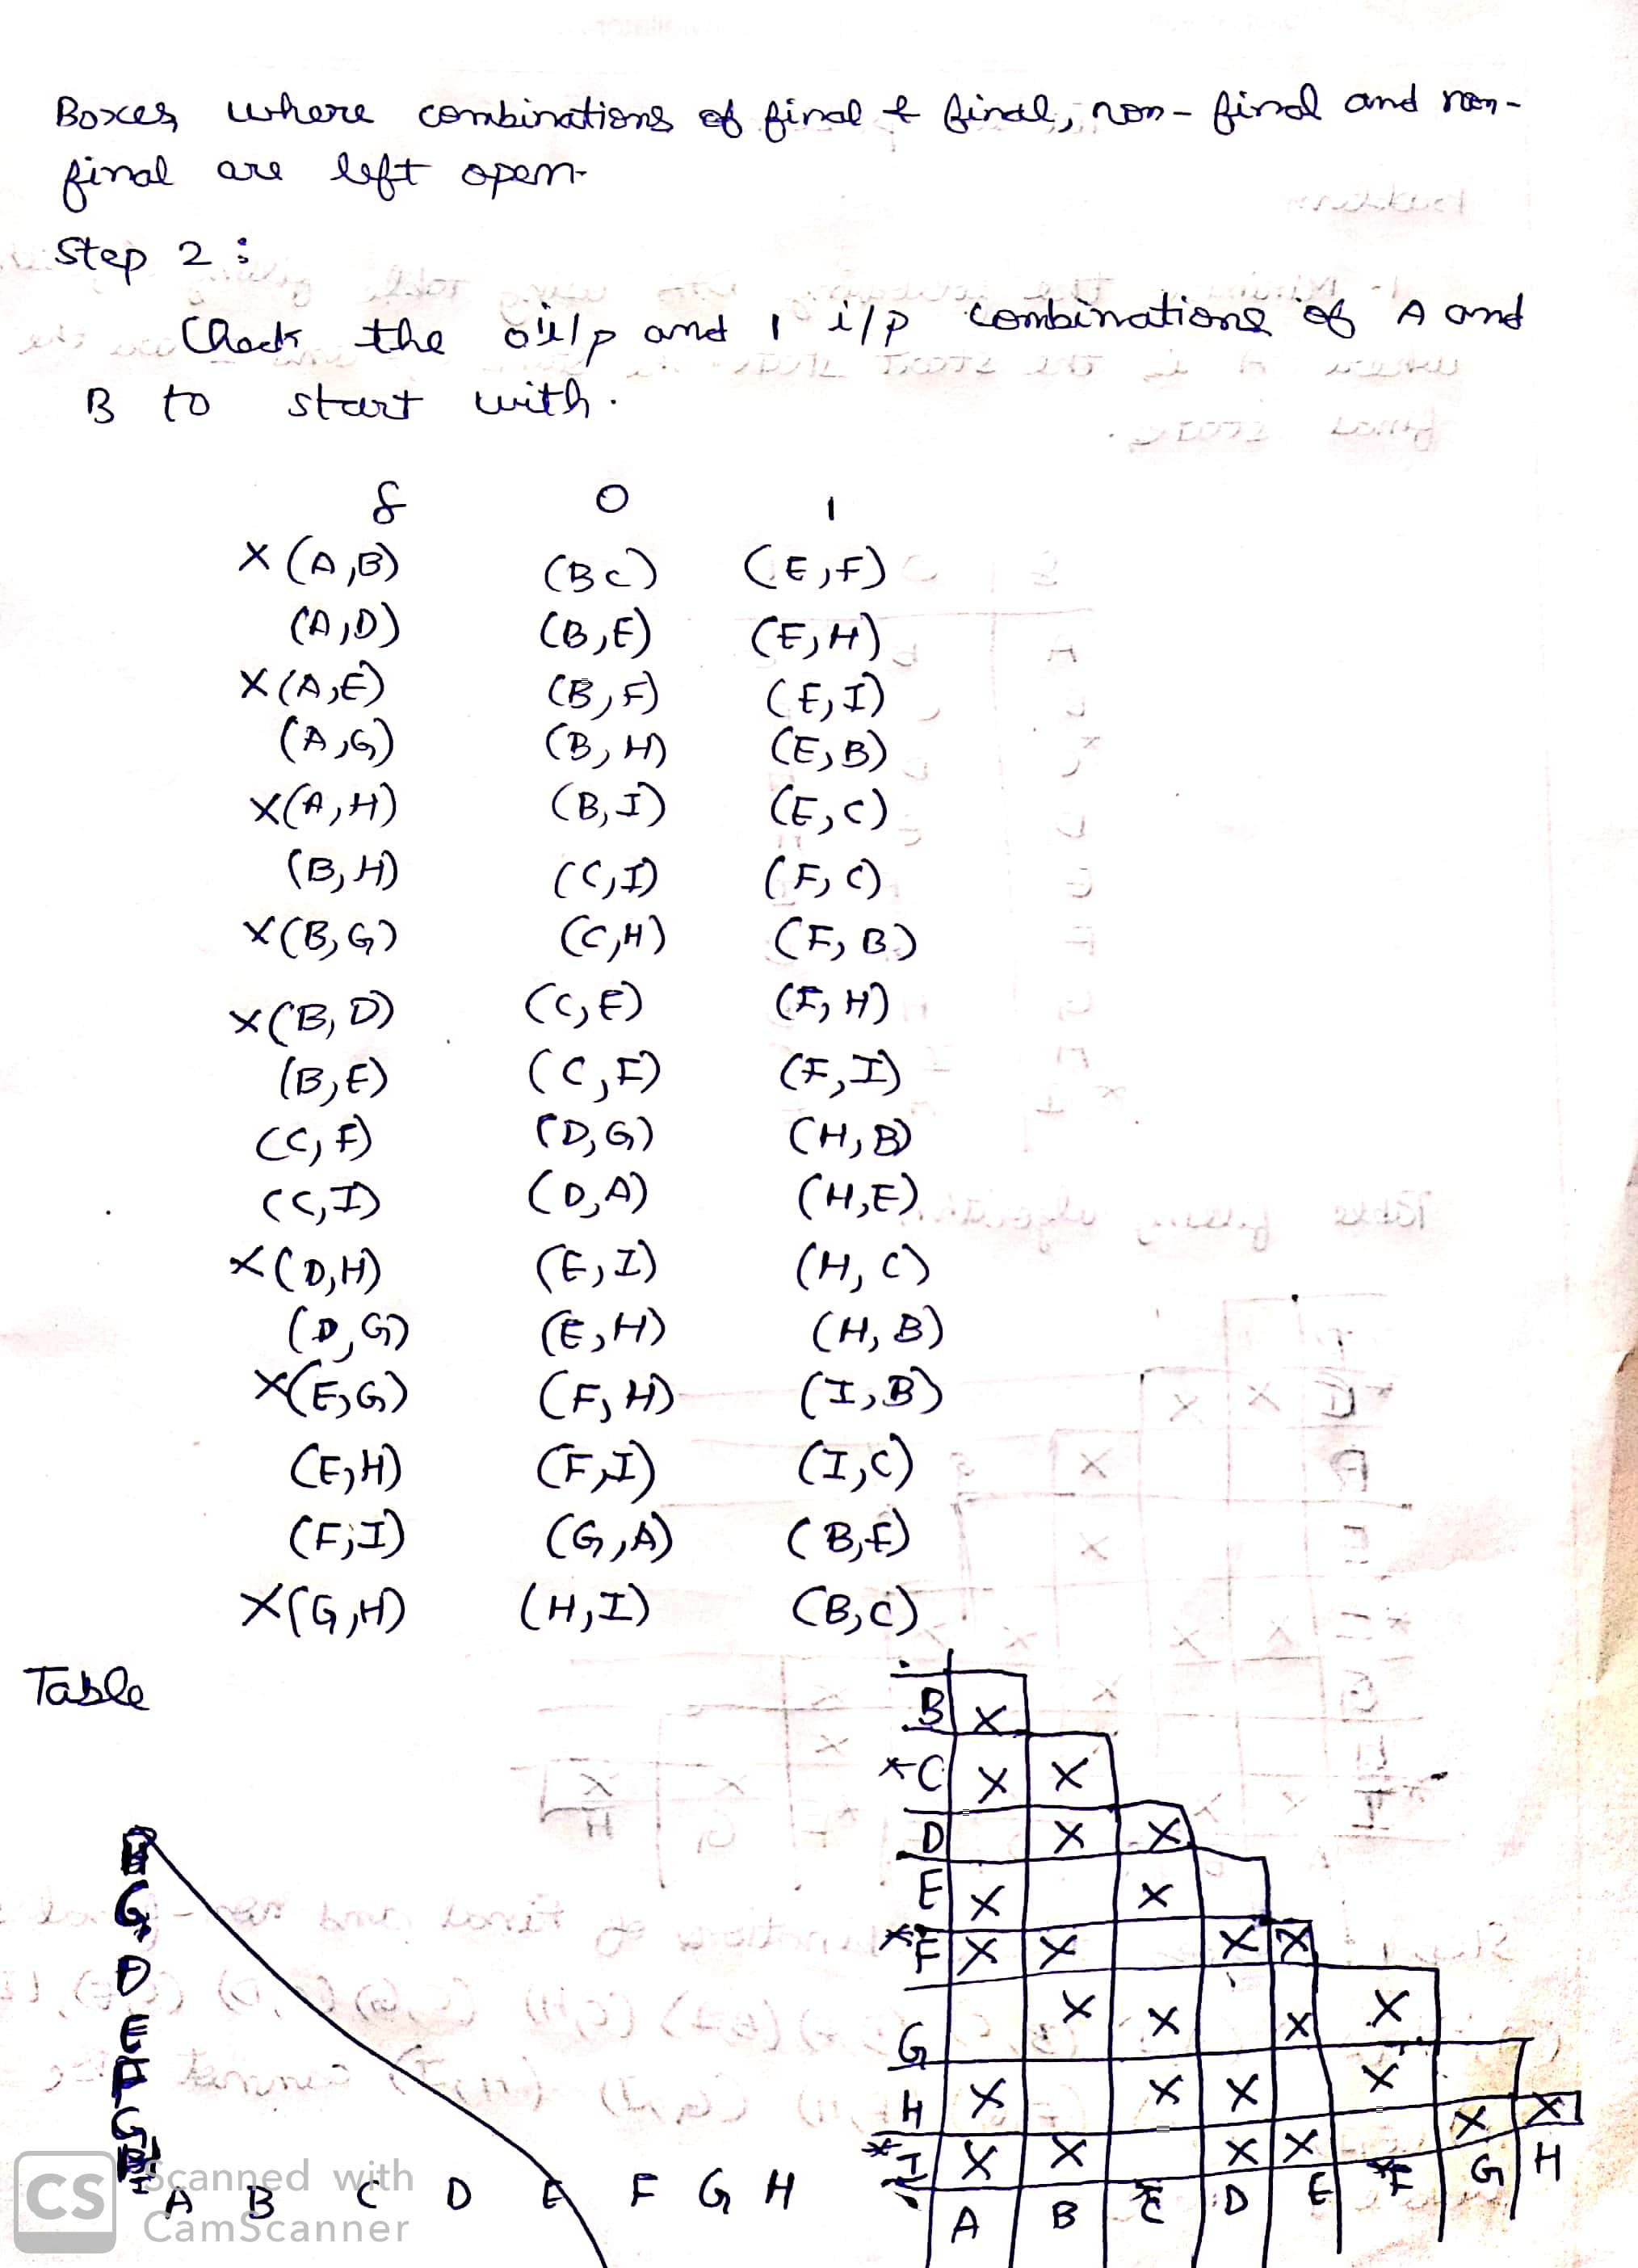 Boxes where combinations of final & final, non-final and non-
final are left open.
Step 2 :
Check the 0 i/p and 1 i/p combinations of A and
B to start with.
δ 0 1
X (A,B) (BC) (E,F)
(A,D) (B,E) (E,H)
X (A,E) (B,F) (E,I)
(A,G) (B,H) (E,B)
X (A,H) (B,I) (E,C)
(B,H) (C,I) (F,C)
X (B,G) (C,H) (F,B)
X (B,D) (C,E) (F,H)
(B,E) (C,F) (F,I)
(C,F) (D,G) (H,B)
(C,I) (D,A) (H,E)
X (D,H) (E,I) (H,C)
(D,G) (E,H) (H,B)
X (E,G) (F,H) (I,B)
(E,H) (F,I) (I,C)
(F,I) (G,A) (B,E)
X (G,H) (H,I) (B,C)
Table
B X
*C X X
D X X
E X X
*F X X X X
G X X X X
H X X X X X
*I X X X X X
A B C D E *F G H
D
E
A B C D E F G H
CS Scanned with
CamScanner